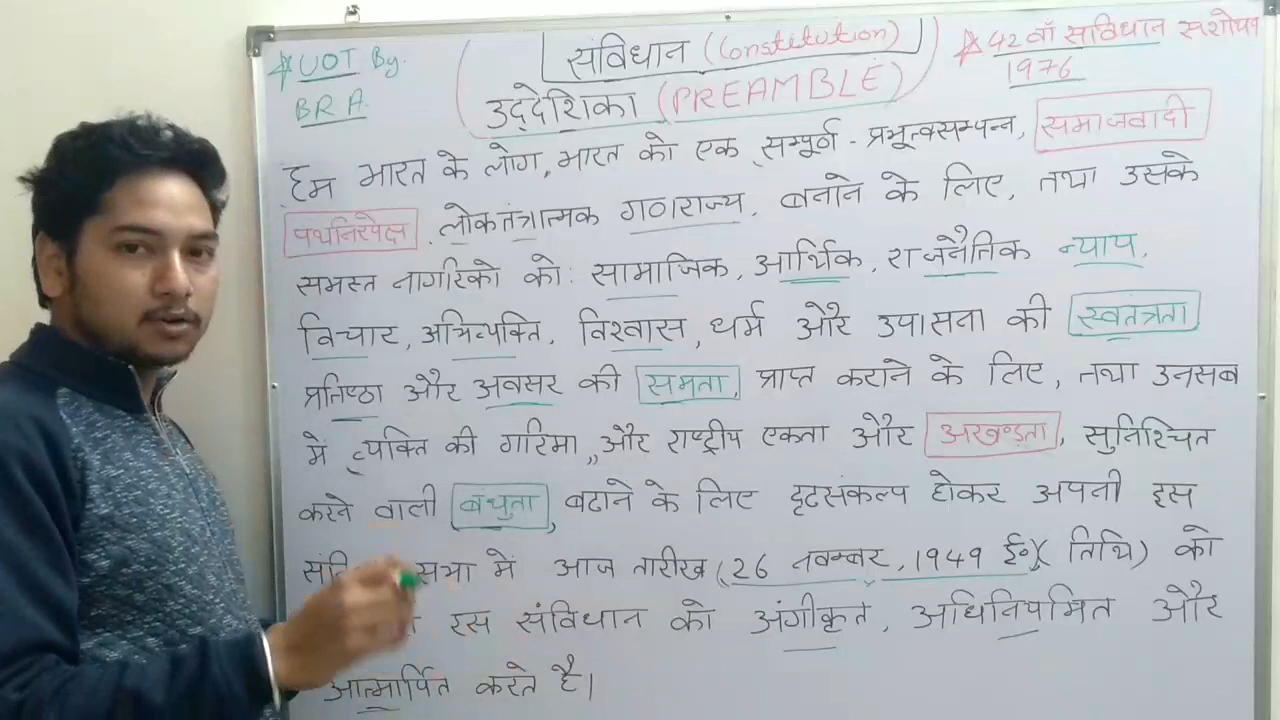 UOT By.
BRA.
संविधान (Constitution)
उद्देशिका (PREAMBLE)
42वाँ संविधान संशोधन
1976
हम भारत के लोग, भारत को एक सम्पूर्ण - प्रभुत्वसम्पन्न, समाजवादी
पंथनिरपेक्ष, लोकतंत्रात्मक गणराज्य, बनाने के लिए, तथा उसके
समस्त नागरिको को: सामाजिक, आर्थिक, राजनैतिक न्याय,
विचार, अभिव्यक्ति, विश्वास, धर्म और उपासना की स्वतंत्रता
प्रतिष्ठा और अवसर की समता, प्राप्त कराने के लिए, तथा उनसब
में व्यक्ति की गरिमा,, और राष्ट्रीय एकता और अखण्डता, सुनिश्चित
करने वाली बंधुता, बढाने के लिए दृढसंकल्प होकर अपनी इस
सभा में आज तारीख (26 नवम्बर, 1949 ई०)( तिथि) को
इस संविधान को अंगीकृत, अधिनियमित और
आत्मार्पित करते है।